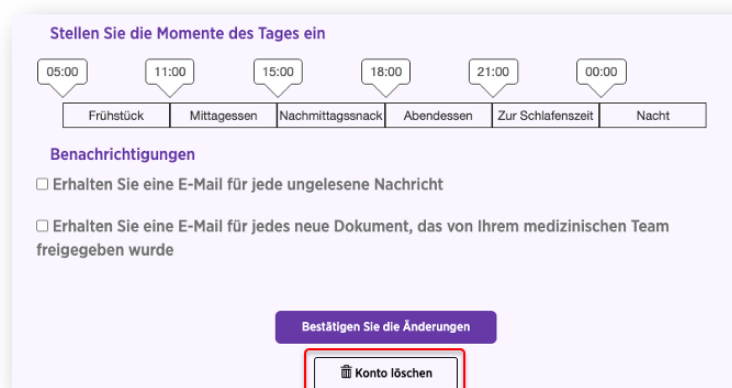 Stellen Sie die Momente des Tages ein
05:00 11:00 15:00 18:00 21:00 00:00
Frühstück Mittagessen Nachmittagssnack Abendessen Zur Schlafenszeit Nacht
Benachrichtigungen
Erhalten Sie eine E-Mail für jede ungelesene Nachricht
Erhalten Sie eine E-Mail für jedes neue Dokument, das von Ihrem medizinischen Team
freigegeben wurde
Bestätigen Sie die Änderungen
Konto löschen